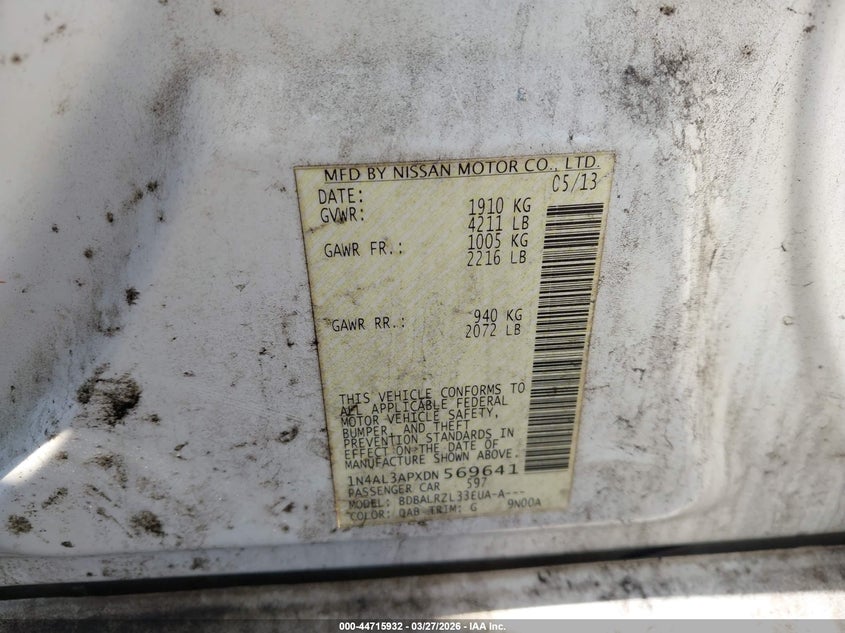 MFD BY NISSAN MOTOR CO., LTD.
DATE: 05/13
GVWR: 1910 KG
4211 LB
GAWR FR.: 1005 KG
2216 LB
GAWR RR.: 940 KG
2072 LB
THIS VEHICLE CONFORMS TO
ALL APPLICABLE FEDERAL
MOTOR VEHICLE SAFETY,
BUMPER, AND THEFT
PREVENTION STANDARDS IN
EFFECT ON THE DATE OF
MANUFACTURE SHOWN ABOVE.
1N4AL3APXDN569641
PASSENGER CAR 597
MODEL: BDBALRZL33EUA-A---
COLOR: QAB TRIM: G 9N00A
000-44715932 - 03/27/2026 - IAA Inc.